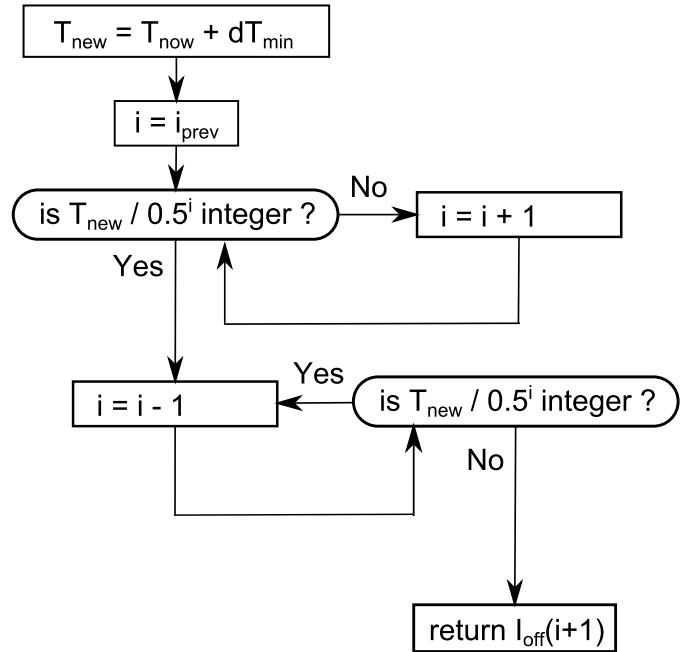 T_new = T_now + dT_min
i = i_prev
is T_new / 0.5^i integer ?
No
i = i + 1
Yes
i = i - 1
Yes
is T_new / 0.5^i integer ?
No
return I_off(i+1)